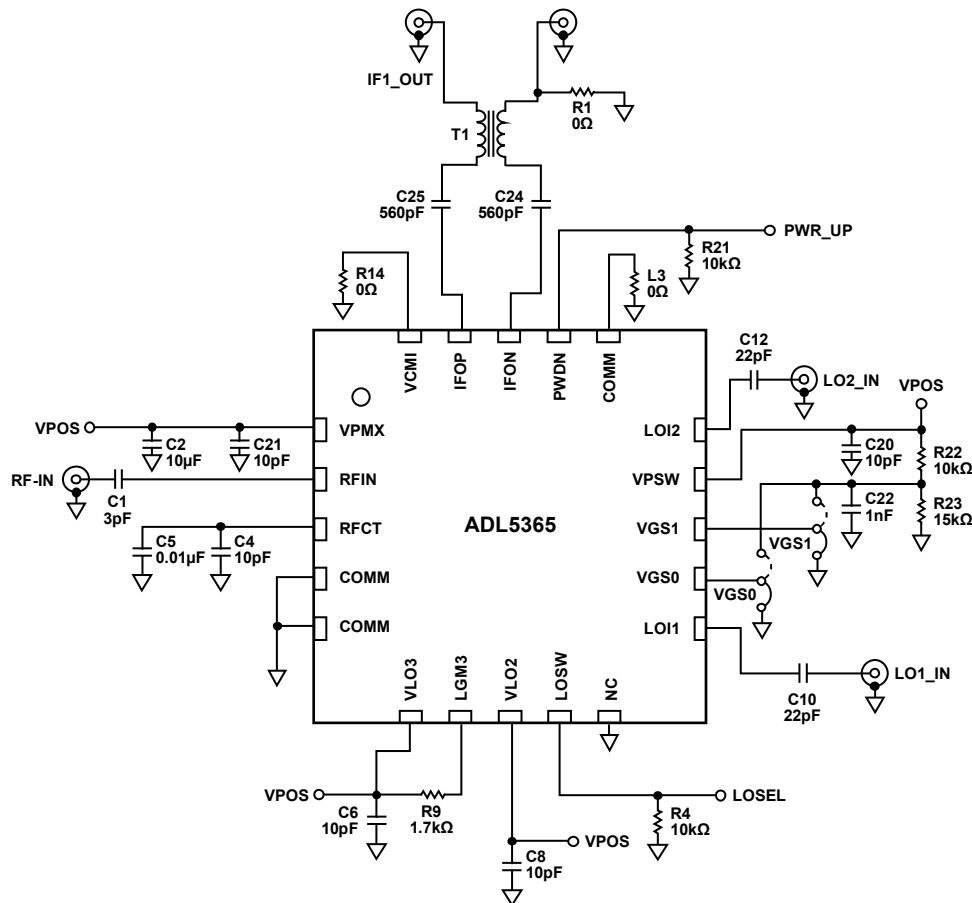 IF1_OUT
R1
0Ω
T1
C25
560pF
C24
560pF
PWR_UP
R21
10kΩ
R14
0Ω
L3
0Ω
VCMI
IFOP
IFON
PWDN
COMM
C12
22pF
LO2_IN
VPOS
VPOS
C2
10µF
C21
10pF
VPMX
LOI2
C20
10pF
R22
10kΩ
RF-IN
C1
3pF
RFIN
VPSW
C22
1nF
R23
15kΩ
ADL5365
C5
0.01µF
C4
10pF
RFCT
VGS1
VGS1
COMM
VGS0
VGS0
COMM
LOI1
LO1_IN
C10
22pF
VLO3
LGM3
VLO2
LOSW
NC
VPOS
C6
10pF
R9
1.7kΩ
LOSEL
R4
10kΩ
VPOS
C8
10pF